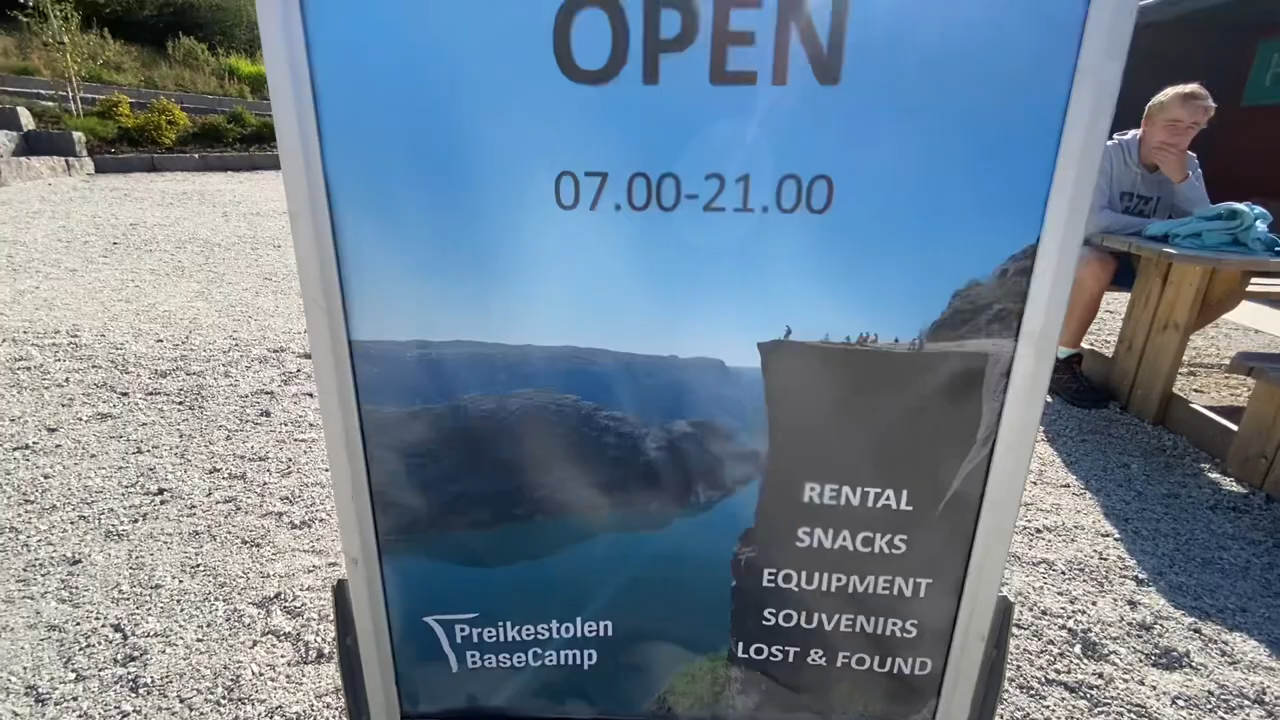 OPEN
07.00-21.00
RENTAL
SNACKS
EQUIPMENT
SOUVENIRS
LOST & FOUND
Preikestolen
BaseCamp